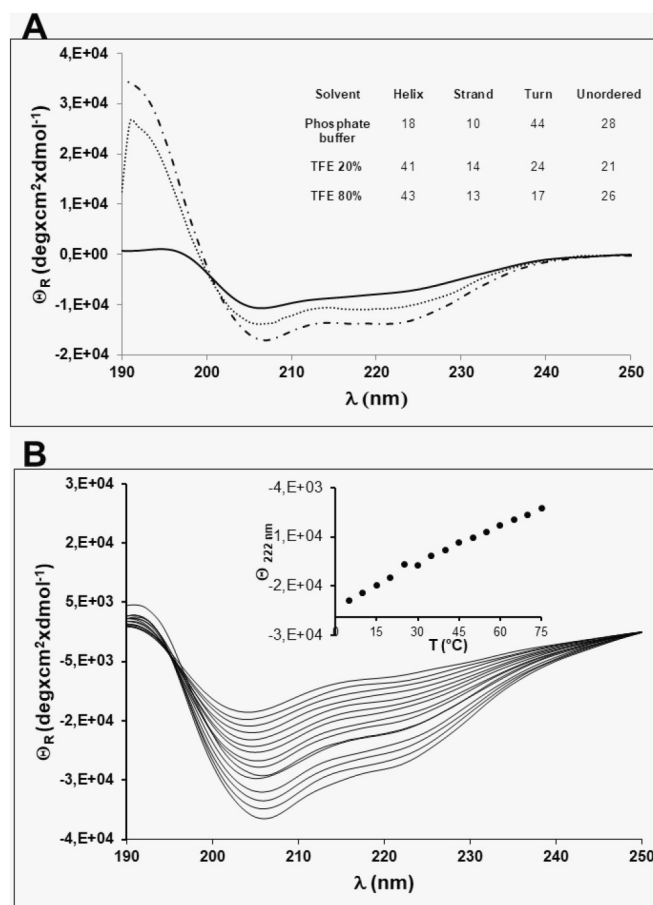 A
4,E+04
3,E+04
2,E+04
1,E+04
0,E+00
-1,E+04
-2,E+04
ΘR (degxcm²xdmol-1)
Solvent Helix Strand Turn Unordered
Phosphate buffer 18 10 44 28
TFE 20% 41 14 24 21
TFE 80% 43 13 17 26
190 200 210 220 230 240 250
λ (nm)
B
3,E+04
2,E+04
5,E+03
-5,E+03
-2,E+04
-3,E+04
-4,E+04
ΘR (degxcm²xdmol-1)
-4,E+03
-1,E+04
-2,E+04
-3,E+04
Θ 222 nm
0 15 30 45 60 75
T (°C)
190 200 210 220 230 240 250
λ (nm)